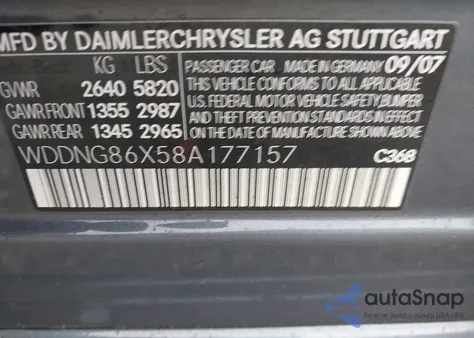 MFD BY DAIMLERCHRYSLER AG STUTTGART
KG LBS
GVWR 2640 5820
GAWR FRONT 1355 2987
GAWR REAR 1345 2965
PASSENGER CAR MADE IN GERMANY 09/07
THIS VEHICLE CONFORMS TO ALL APPLICABLE
U.S. FEDERAL MOTOR VEHICLE SAFETY, BUMPER
AND THEFT PREVENTION STANDARDS IN EFFECT
ON THE DATE OF MANUFACTURE SHOWN ABOVE
WDDNG86X58A177157
C368
autoSnap